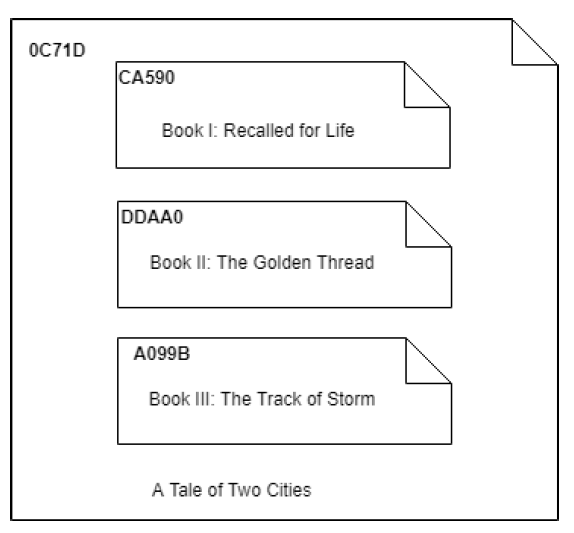 0C71D
CA590
Book I: Recalled for Life
DDAA0
Book II: The Golden Thread
A099B
Book III: The Track of Storm
A Tale of Two Cities